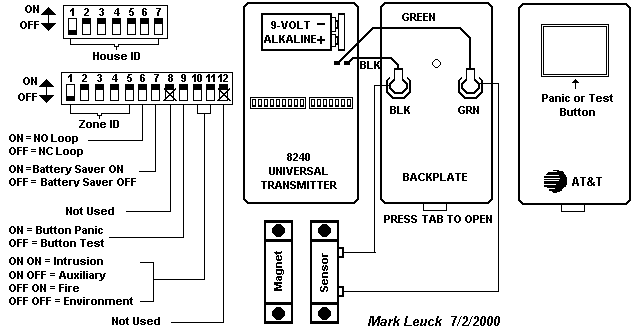 ON
OFF
1 2 3 4 5 6 7
House ID
ON
OFF
1 2 3 4 5 6 7 8 9 10 11 12
Zone ID
ON = NO Loop
OFF = NC Loop
ON =Battery Saver ON
OFF = Battery Saver OFF
Not Used
ON = Button Panic
OFF = Button Test
ON ON = Intrusion
ON OFF = Auxiliary
OFF ON = Fire
OFF OFF = Environment
Not Used
9-VOLT −
ALKALINE+
8240
UNIVERSAL
TRANSMITTER
GREEN
BLK
BLK
GRN
BACKPLATE
PRESS TAB TO OPEN
Magnet
Sensor
Panic or Test
Button
AT&T
Mark Leuck 7/2/2000